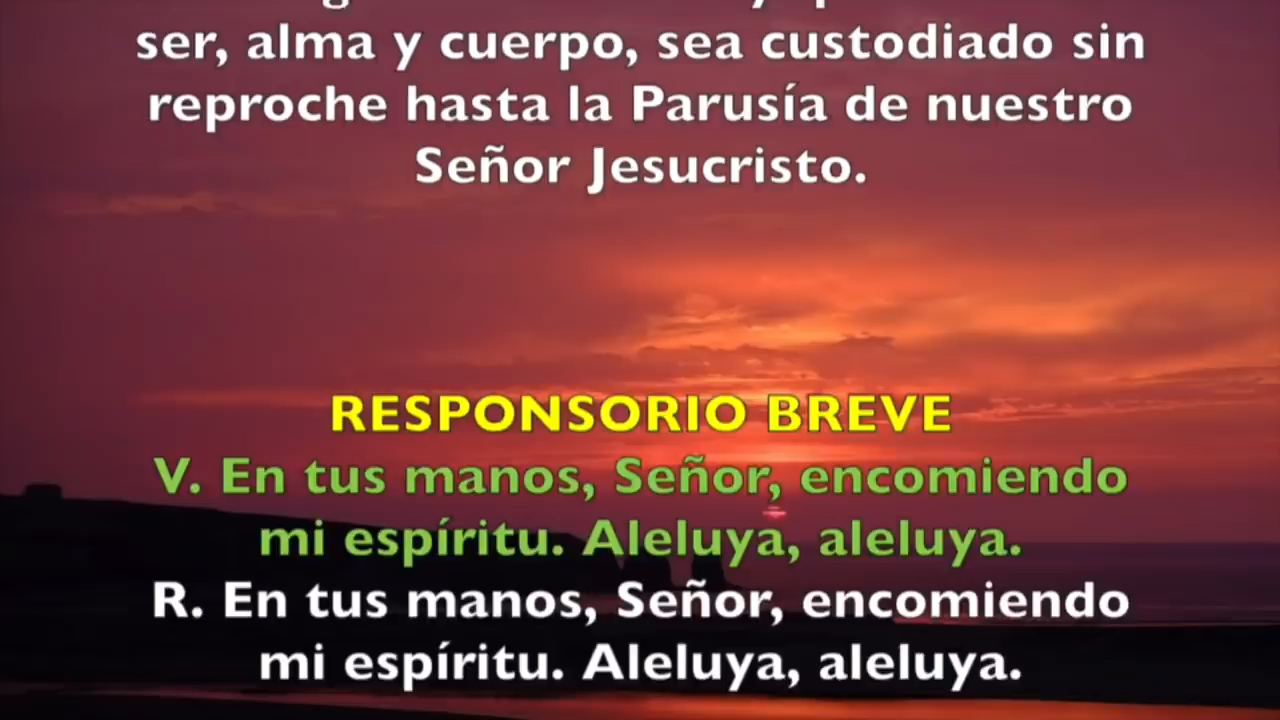 ser, alma y cuerpo, sea custodiado sin
reproche hasta la Parusía de nuestro
Señor Jesucristo.
RESPONSORIO BREVE
V. En tus manos, Señor, encomiendo
mi espíritu. Aleluya, aleluya.
R. En tus manos, Señor, encomiendo
mi espíritu. Aleluya, aleluya.